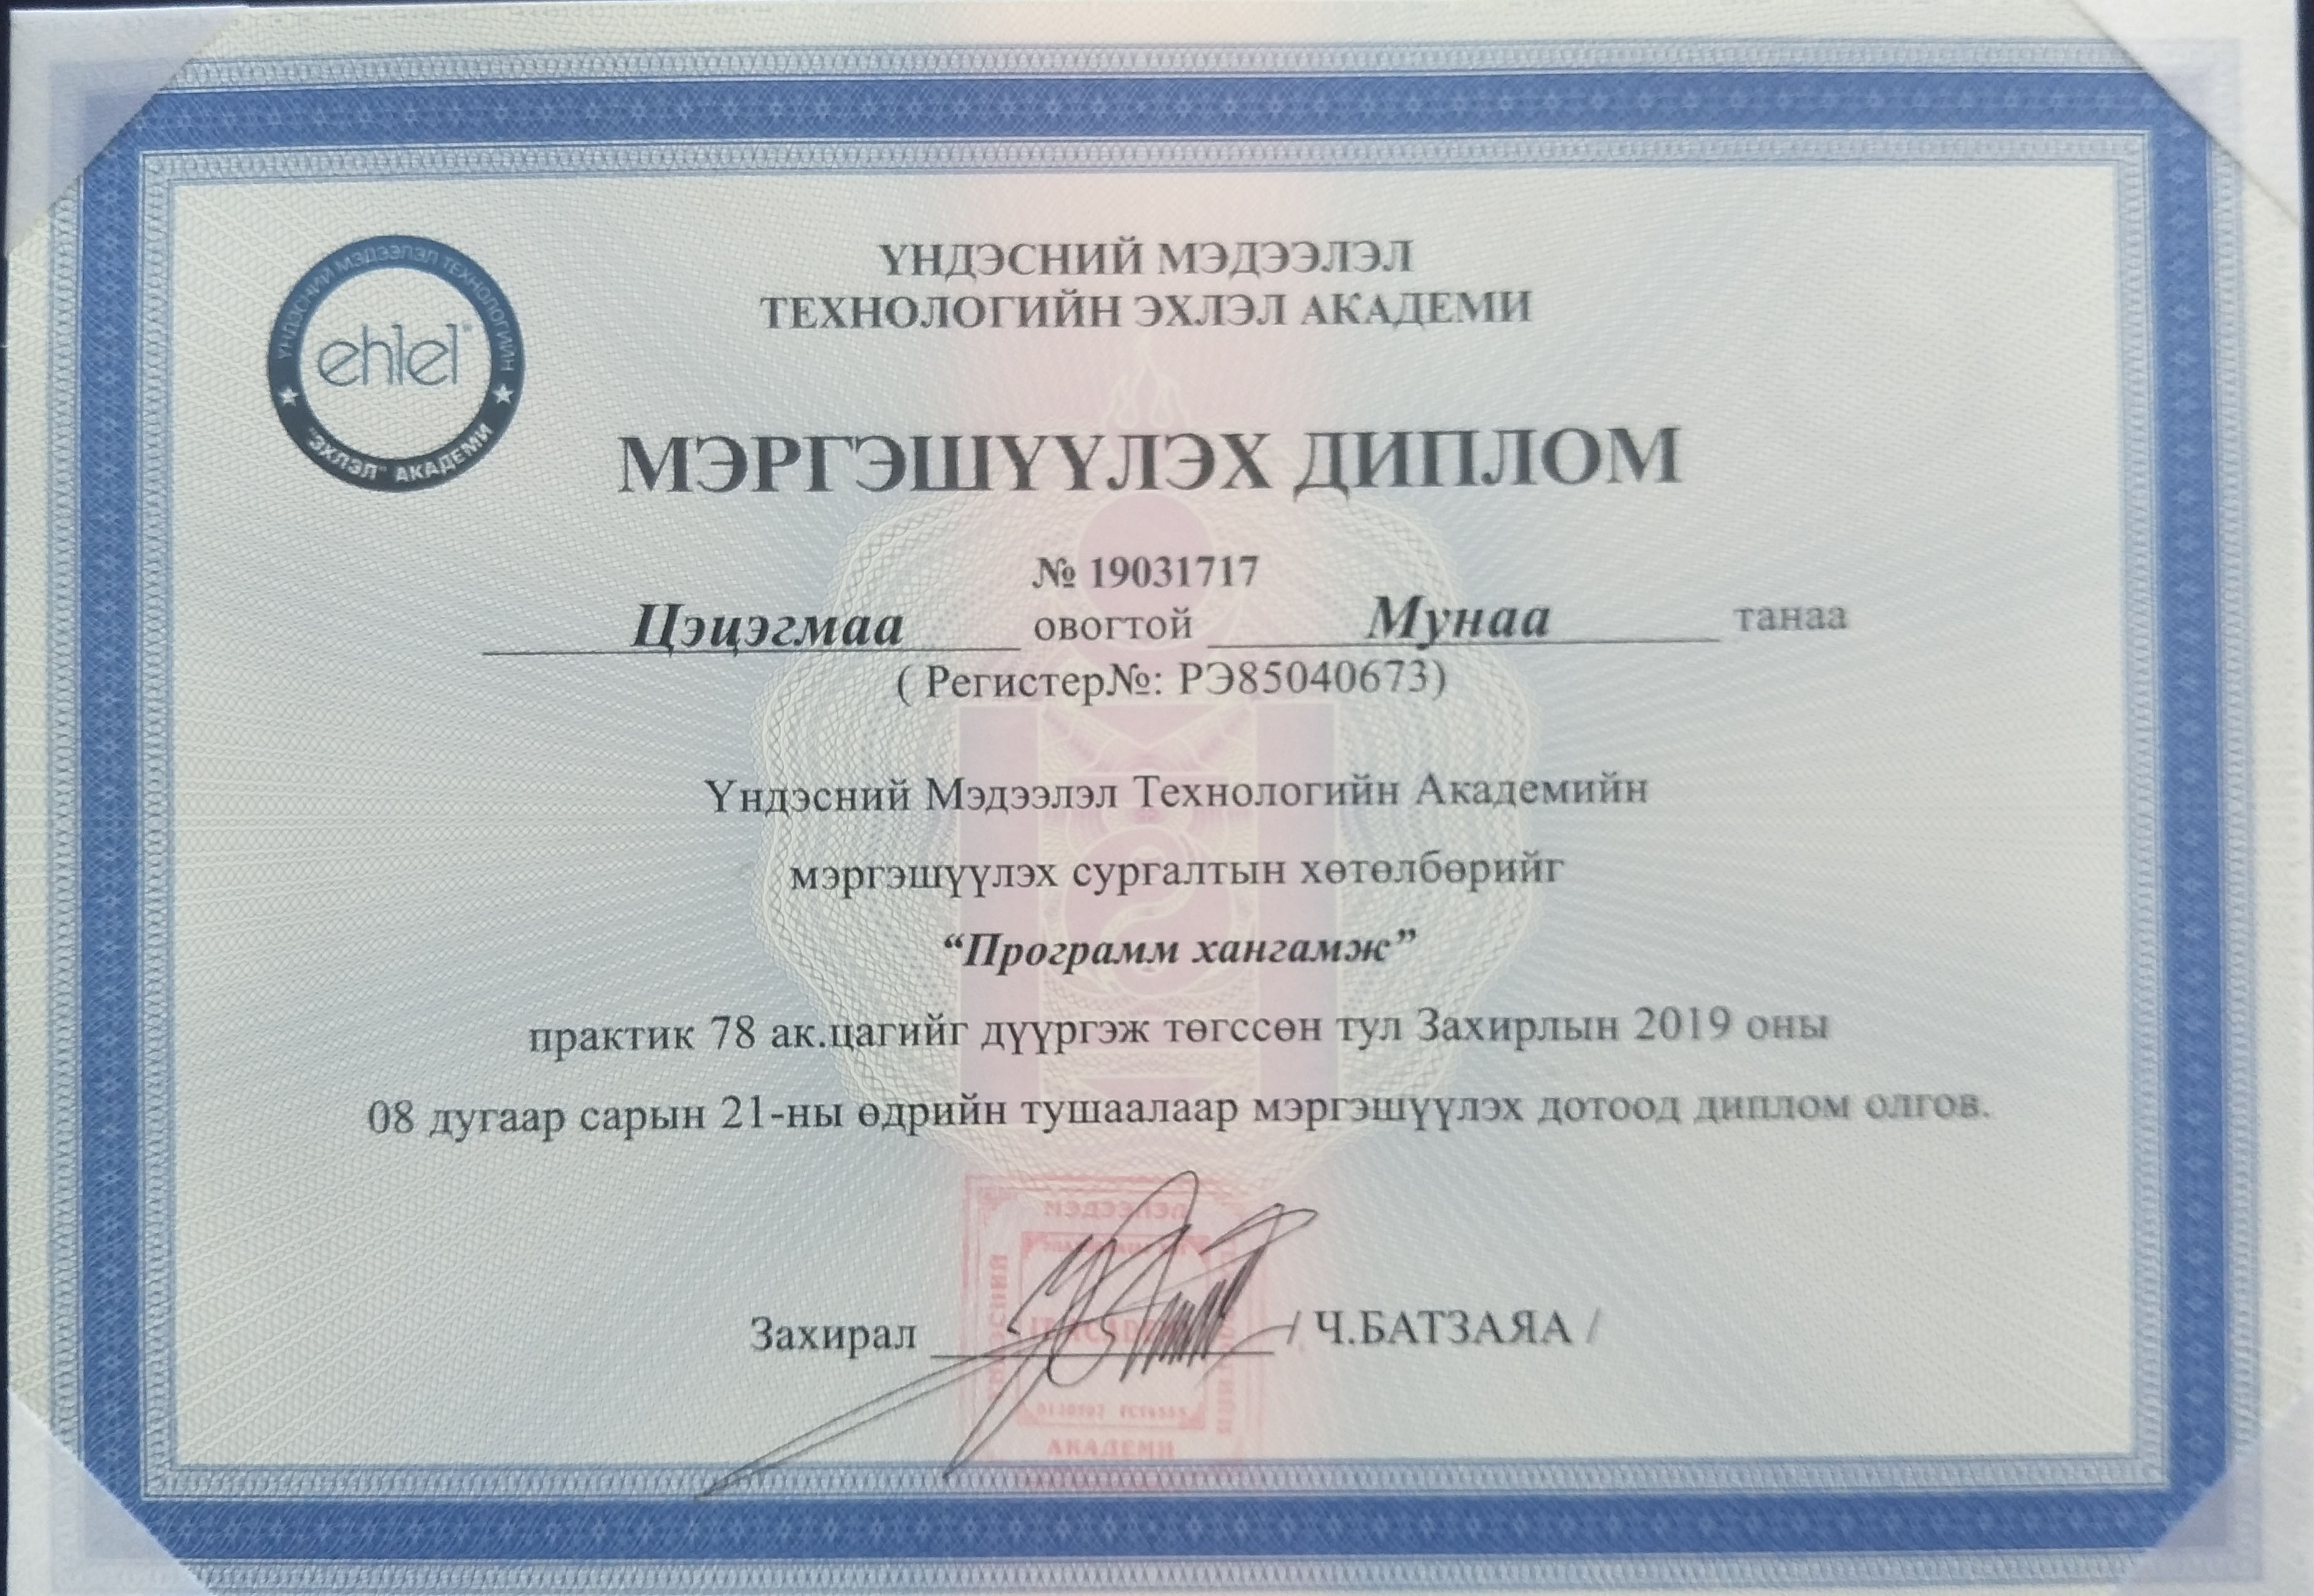 ҮНДЭСНИЙ МЭДЭЭЛЭЛ
ТЕХНОЛОГИЙН ЭХЛЭЛ АКАДЕМИ
ҮНДЭСНИЙ МЭДЭЭЛЭЛ ТЕХНОЛОГИЙН
ehlel
"ЭХЛЭЛ" АКАДЕМИ
МЭРГЭШҮҮЛЭХ ДИПЛОМ
№ 19031717
Цэцэгмаа овогтой Мунаа танаа
( Регистер№: РЭ85040673)
Үндэсний Мэдээлэл Технологийн Академийн
мэргэшүүлэх сургалтын хөтөлбөрийг
“Программ хангамж”
практик 78 ак.цагийг дүүргэж төгссөн тул Захирлын 2019 оны
08 дугаар сарын 21-ны өдрийн тушаалаар мэргэшүүлэх дотоод диплом олгов.
МЭДЭЭЛЭЛ
Захирал / Ч.БАТЗАЯА /
АКАДЕМИ